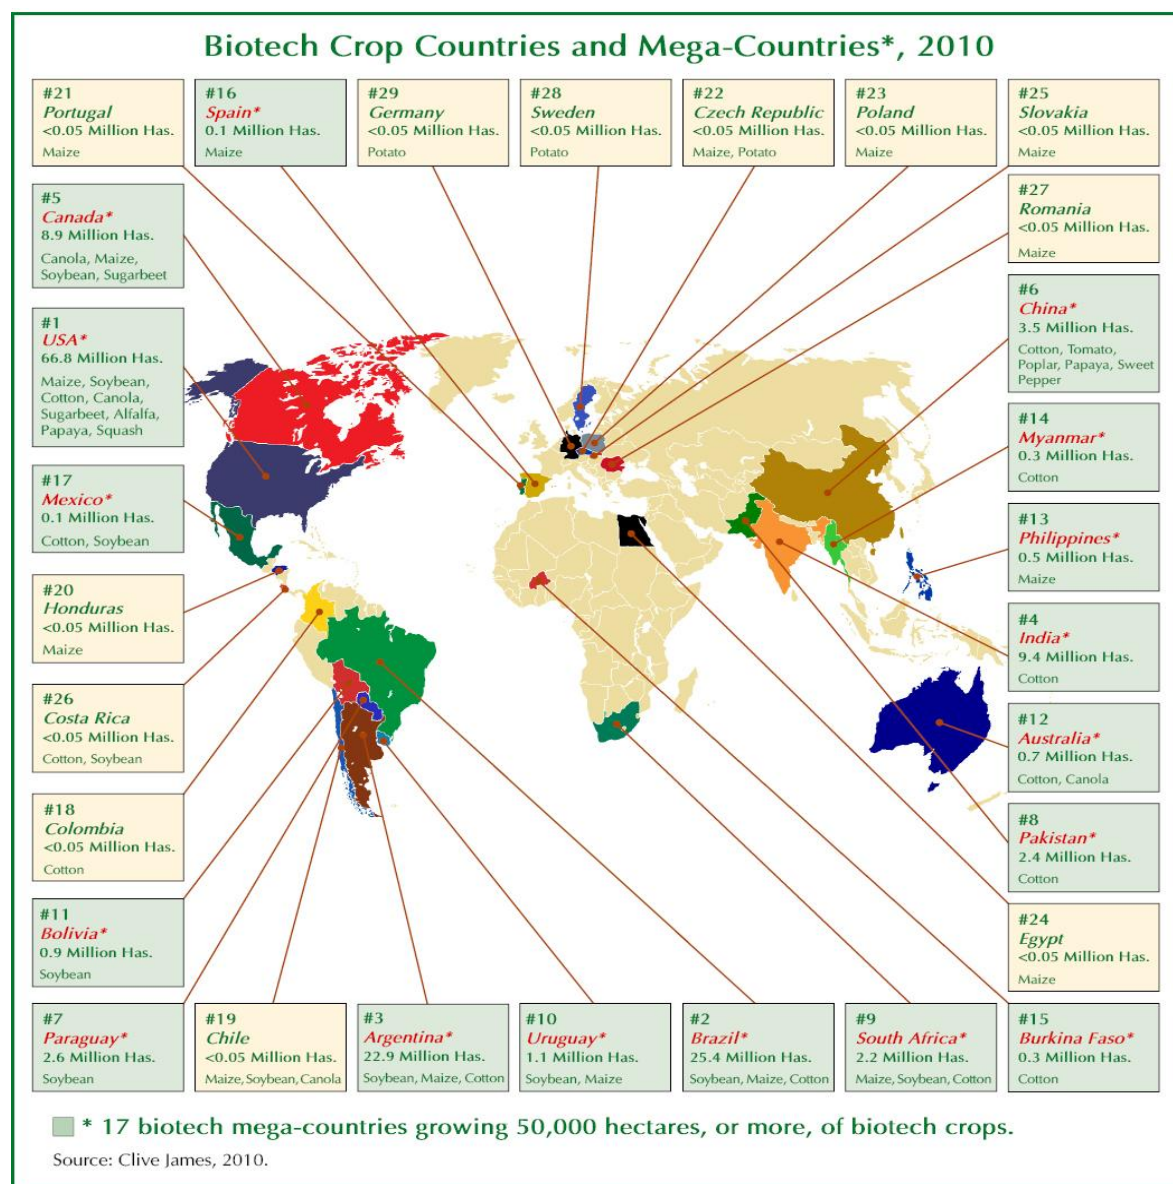 Biotech Crop Countries and Mega-Countries*, 2010
#21
Portugal
<0.05 Million Has.
Maize
#16
Spain*
0.1 Million Has.
Maize
#29
Germany
<0.05 Million Has.
Potato
#28
Sweden
<0.05 Million Has.
Potato
#22
Czech Republic
<0.05 Million Has.
Maize, Potato
#23
Poland
<0.05 Million Has.
Maize
#25
Slovakia
<0.05 Million Has.
Maize
#5
Canada*
8.9 Million Has.
Canola, Maize,
Soybean, Sugarbeet
#1
USA*
66.8 Million Has.
Maize, Soybean,
Cotton, Canola,
Sugarbeet, Alfalfa,
Papaya, Squash
#17
Mexico*
0.1 Million Has.
Cotton, Soybean
#20
Honduras
<0.05 Million Has.
Maize
#26
Costa Rica
<0.05 Million Has.
Cotton, Soybean
#18
Colombia
<0.05 Million Has.
Cotton
#11
Bolivia*
0.9 Million Has.
Soybean
#27
Romania
<0.05 Million Has.
Maize
#6
China*
3.5 Million Has.
Cotton, Tomato,
Poplar, Papaya, Sweet
Pepper
#14
Myanmar*
0.3 Million Has.
Cotton
#13
Philippines*
0.5 Million Has.
Maize
#4
India*
9.4 Million Has.
Cotton
#12
Australia*
0.7 Million Has.
Cotton, Canola
#8
Pakistan*
2.4 Million Has.
Cotton
#24
Egypt
<0.05 Million Has.
Maize
#7
Paraguay*
2.6 Million Has.
Soybean
#19
Chile
<0.05 Million Has.
Maize, Soybean, Canola
#3
Argentina*
22.9 Million Has.
Soybean, Maize, Cotton
#10
Uruguay*
1.1 Million Has.
Soybean, Maize
#2
Brazil*
25.4 Million Has.
Soybean, Maize, Cotton
#9
South Africa*
2.2 Million Has.
Maize, Soybean, Cotton
#15
Burkina Faso*
0.3 Million Has.
Cotton
* 17 biotech mega-countries growing 50,000 hectares, or more, of biotech crops.
Source: Clive James, 2010.